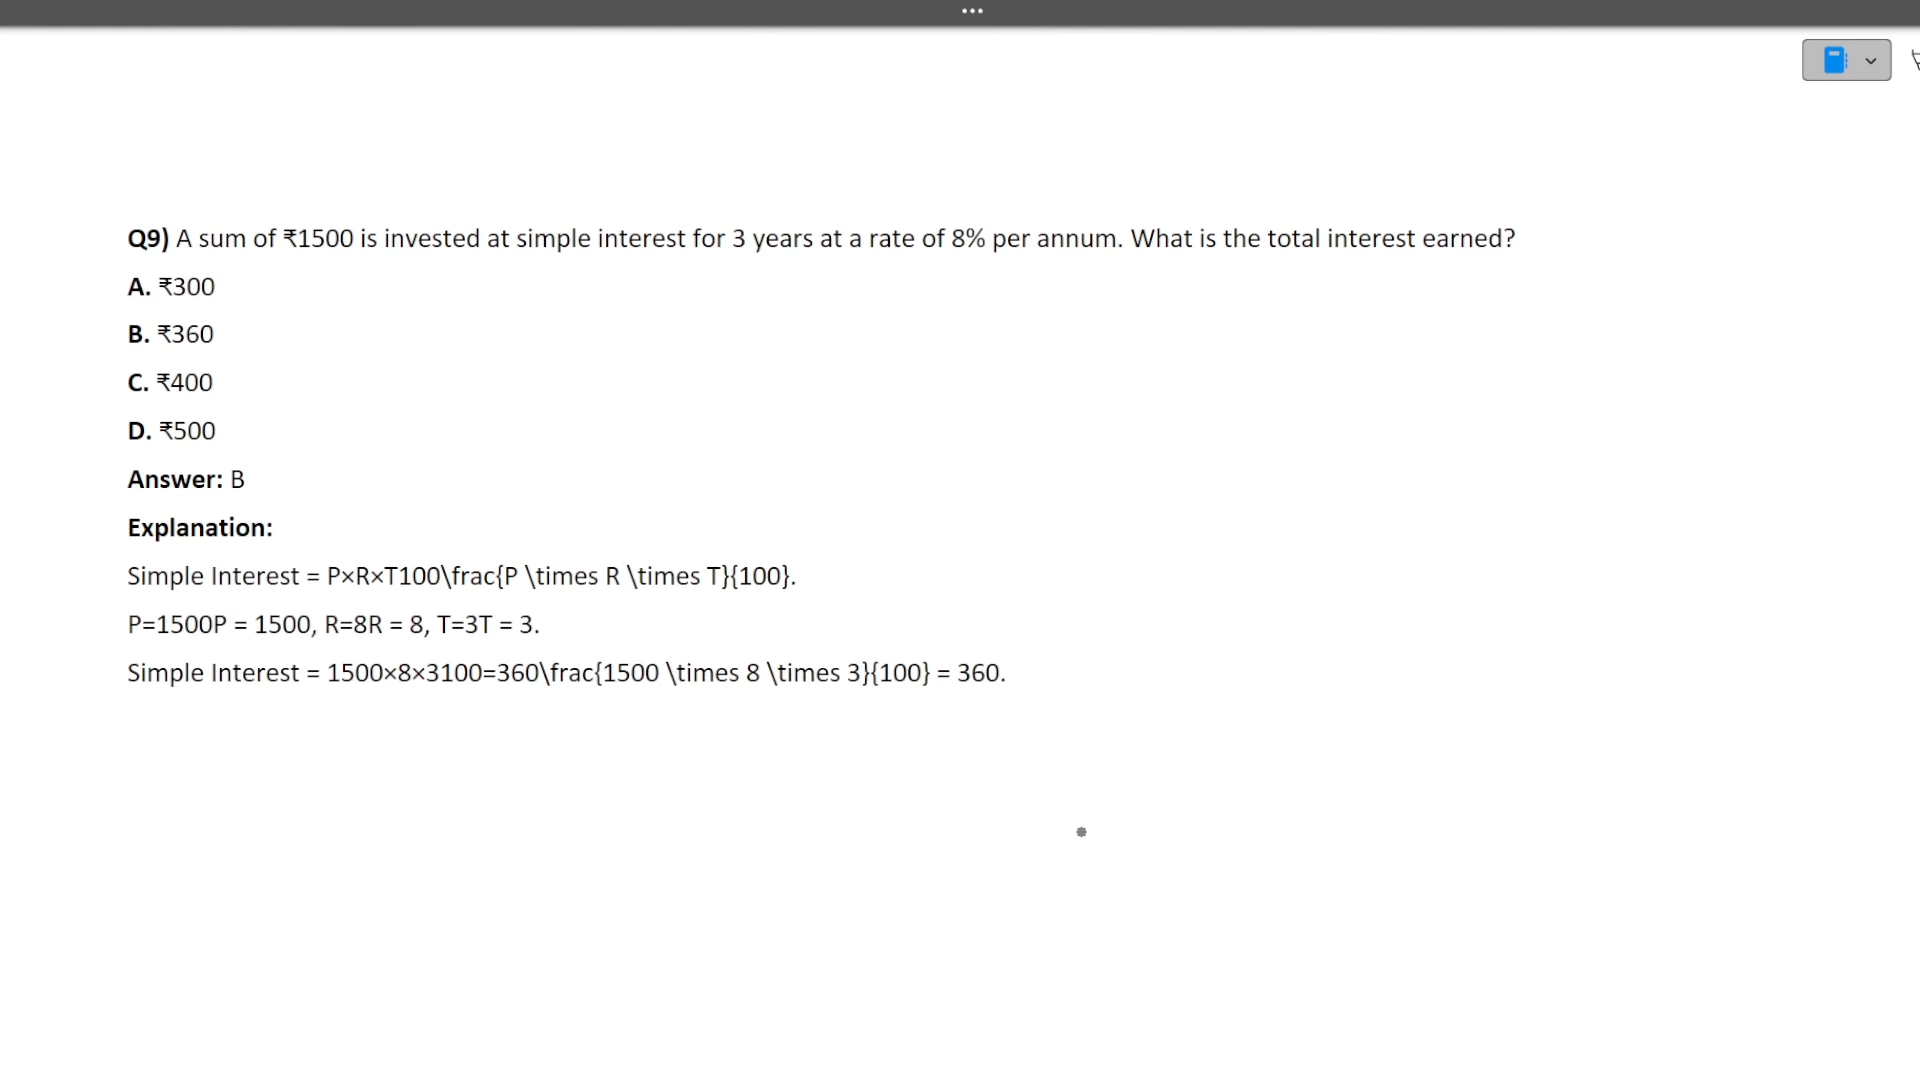 Q9) A sum of ₹1500 is invested at simple interest for 3 years at a rate of 8% per annum. What is the total interest earned?
A. ₹300
B. ₹360
C. ₹400
D. ₹500
Answer: B
Explanation:
Simple Interest = P×R×T100\frac{P \times R \times T}{100}.
P=1500P = 1500, R=8R = 8, T=3T = 3.
Simple Interest = 1500×8×3100=360\frac{1500 \times 8 \times 3}{100} = 360.